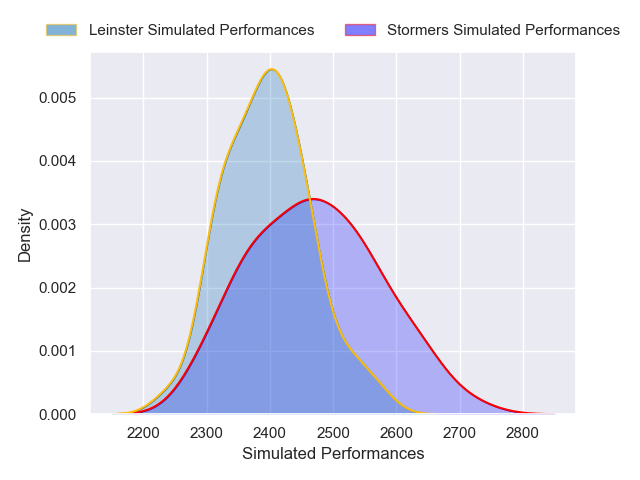 Leinster Simulated Performances
Stormers Simulated Performances
Density
0.005
0.004
0.003
0.002
0.001
0.000
2200 2300 2400 2500 2600 2700 2800
Simulated Performances